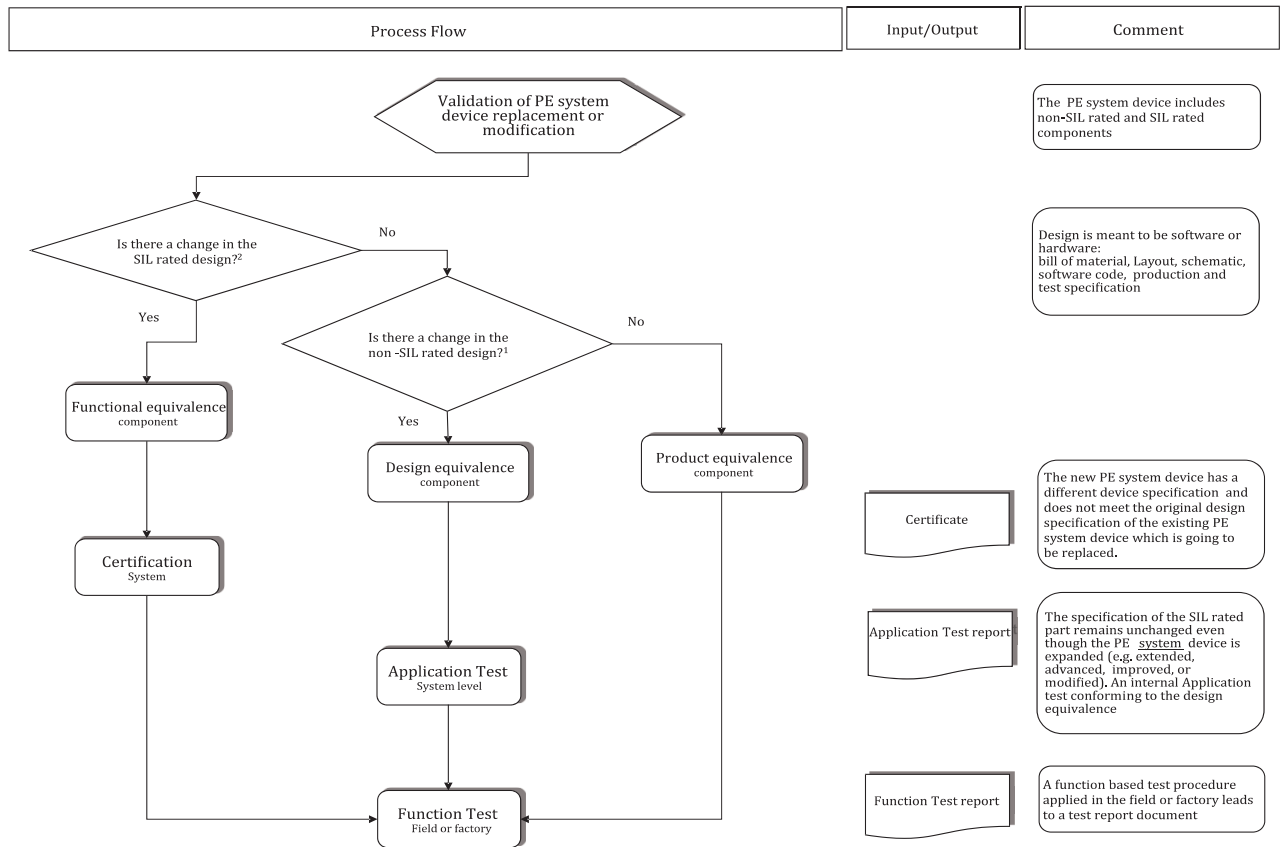 Process Flow
Input/Output
Comment
Validation of PE system
device replacement or
modification
The PE system device includes
non-SIL rated and SIL rated
components
Is there a change in the
SIL rated design?²
No
Yes
Design is meant to be software or
hardware:
bill of material, Layout, schematic,
software code, production and
test specification
Is there a change in the
non -SIL rated design?¹
No
Yes
Functional equivalence
component
Design equivalence
component
Product equivalence
component
Certificate
The new PE system device has a
different device specification and
does not meet the original design
specification of the existing PE
system device which is going to
be replaced.
Certification
System
Application Test
System level
Application Test report
The specification of the SIL rated
part remains unchanged even
though the PE system device is
expanded (e.g. extended,
advanced, improved, or
modified). An internal Application
test conforming to the design
equivalence
Function Test
Field or factory
Function Test report
A function based test procedure
applied in the field or factory leads
to a test report document